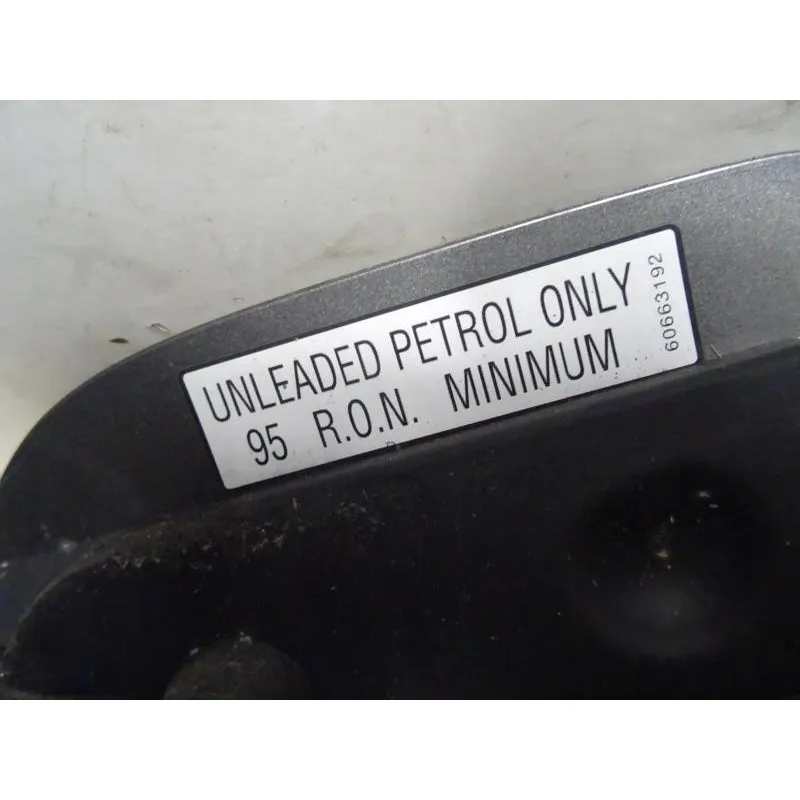 UNLEADED PETROL ONLY
95 R.O.N. MINIMUM
60663192